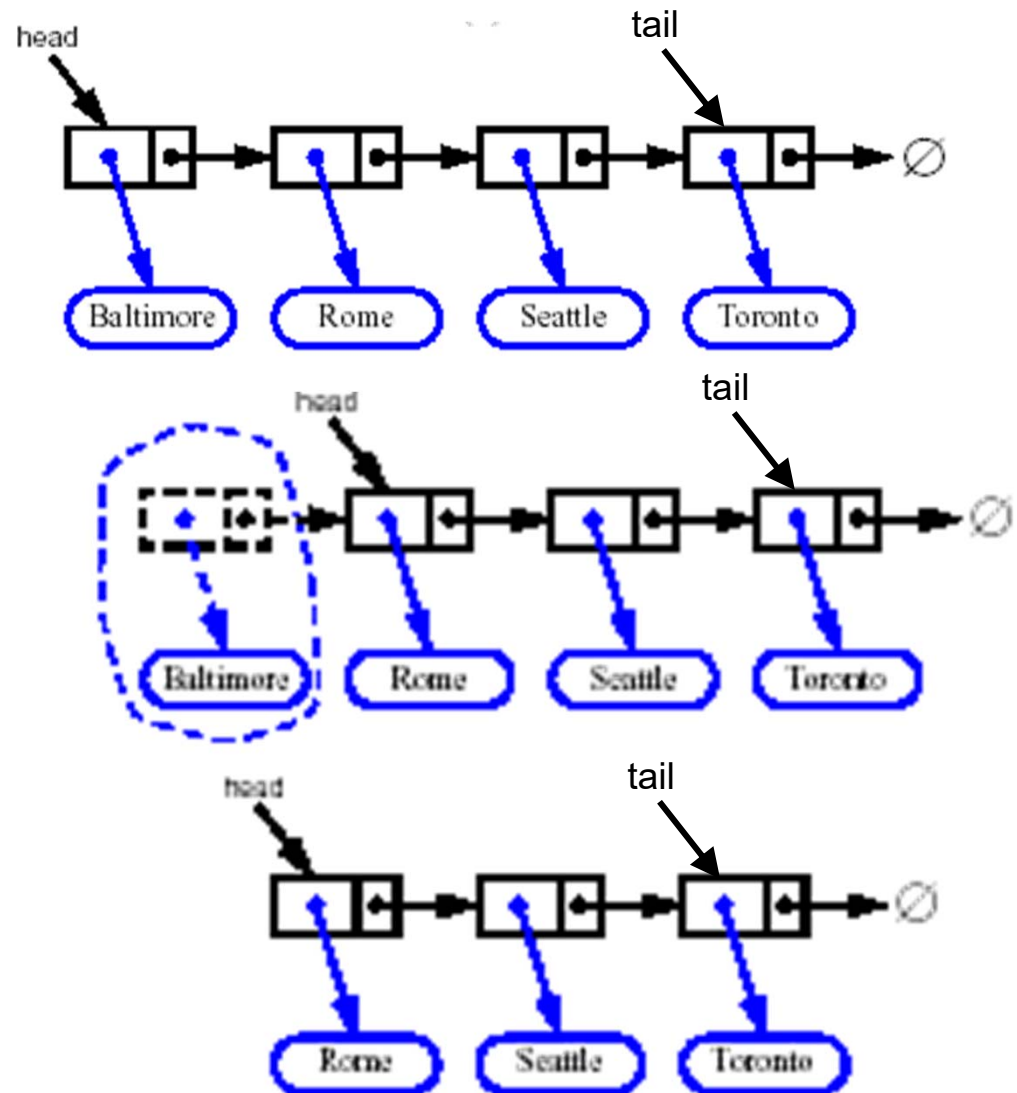 head
tail
∅
Baltimore Rome Seattle Toronto
head
tail
∅
Baltimore Rome Seattle Toronto
head
tail
∅
Rome Seattle Toronto